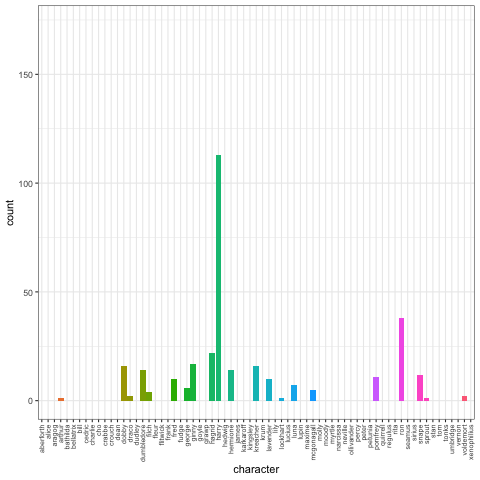 150
100
50
0
count
aberforth
alice
aragog
arthur
bathilda
bellatrix
bill
cedric
charlie
cho
crabbe
crouch
dean
dobby
draco
dudley
dumbledore
filch
fleur
flitwick
frank
fred
fudge
george
ginny
goyle
grawp
hagrid
harry
hedwig
hermione
james
karkaroff
kingsley
kreacher
krum
lavender
lily
lockhart
lucius
luna
lupin
maxime
mcgonagall
molly
moody
myrtle
narcissa
neville
ollivander
percy
peter
petunia
pomfrey
quirrell
regulus
rita
ron
seamus
sirius
snape
sprout
stan
tom
tonks
umbridge
vernon
voldemort
xenophilius
character